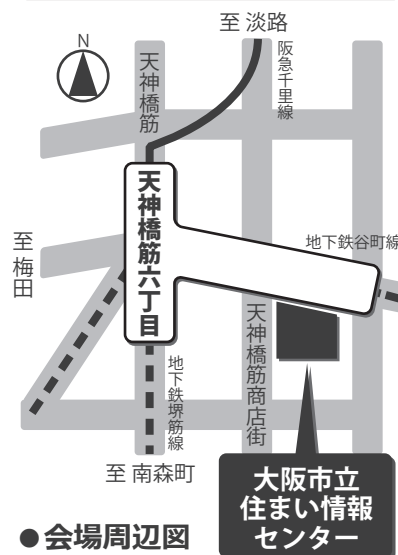 至 淡路
N
天神橋筋
阪急千里線
天神橋筋六丁目
至梅田
地下鉄谷町線
天神橋筋商店街
地下鉄堺筋線
至 南森町
大阪市立
住まい情報
センター
●会場周辺図